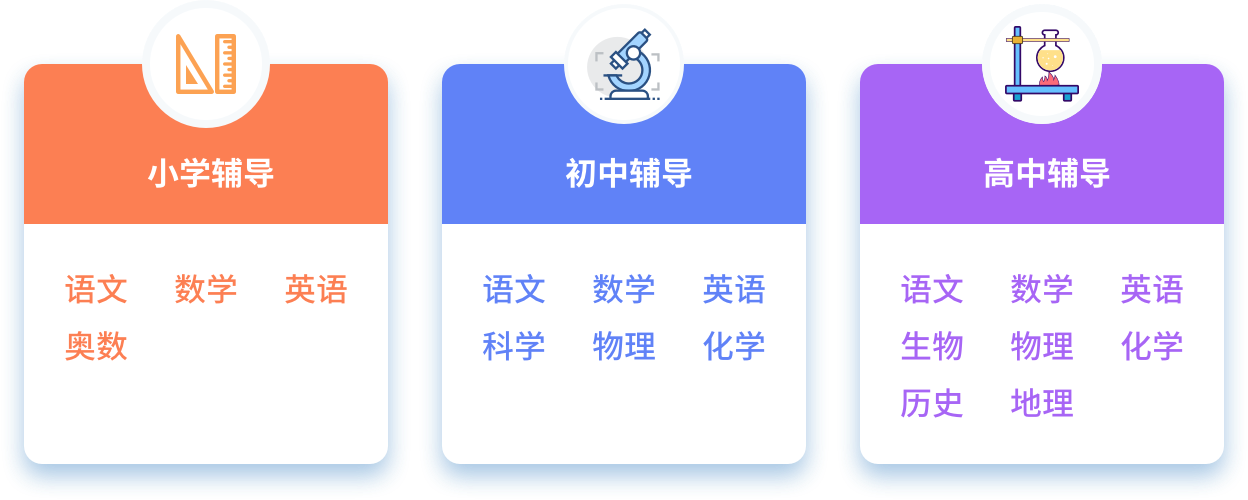 小学辅导
语文 数学 英语
奥数
初中辅导
语文 数学 英语
科学 物理 化学
高中辅导
语文 数学 英语
生物 物理 化学
历史 地理